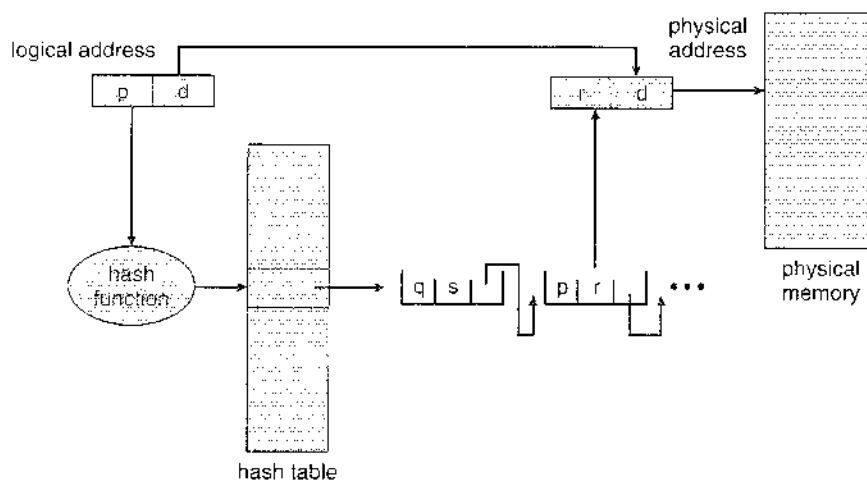 logical address
p d
physical
address
r d
hash
function
q s
p r
•••
physical
memory
hash table